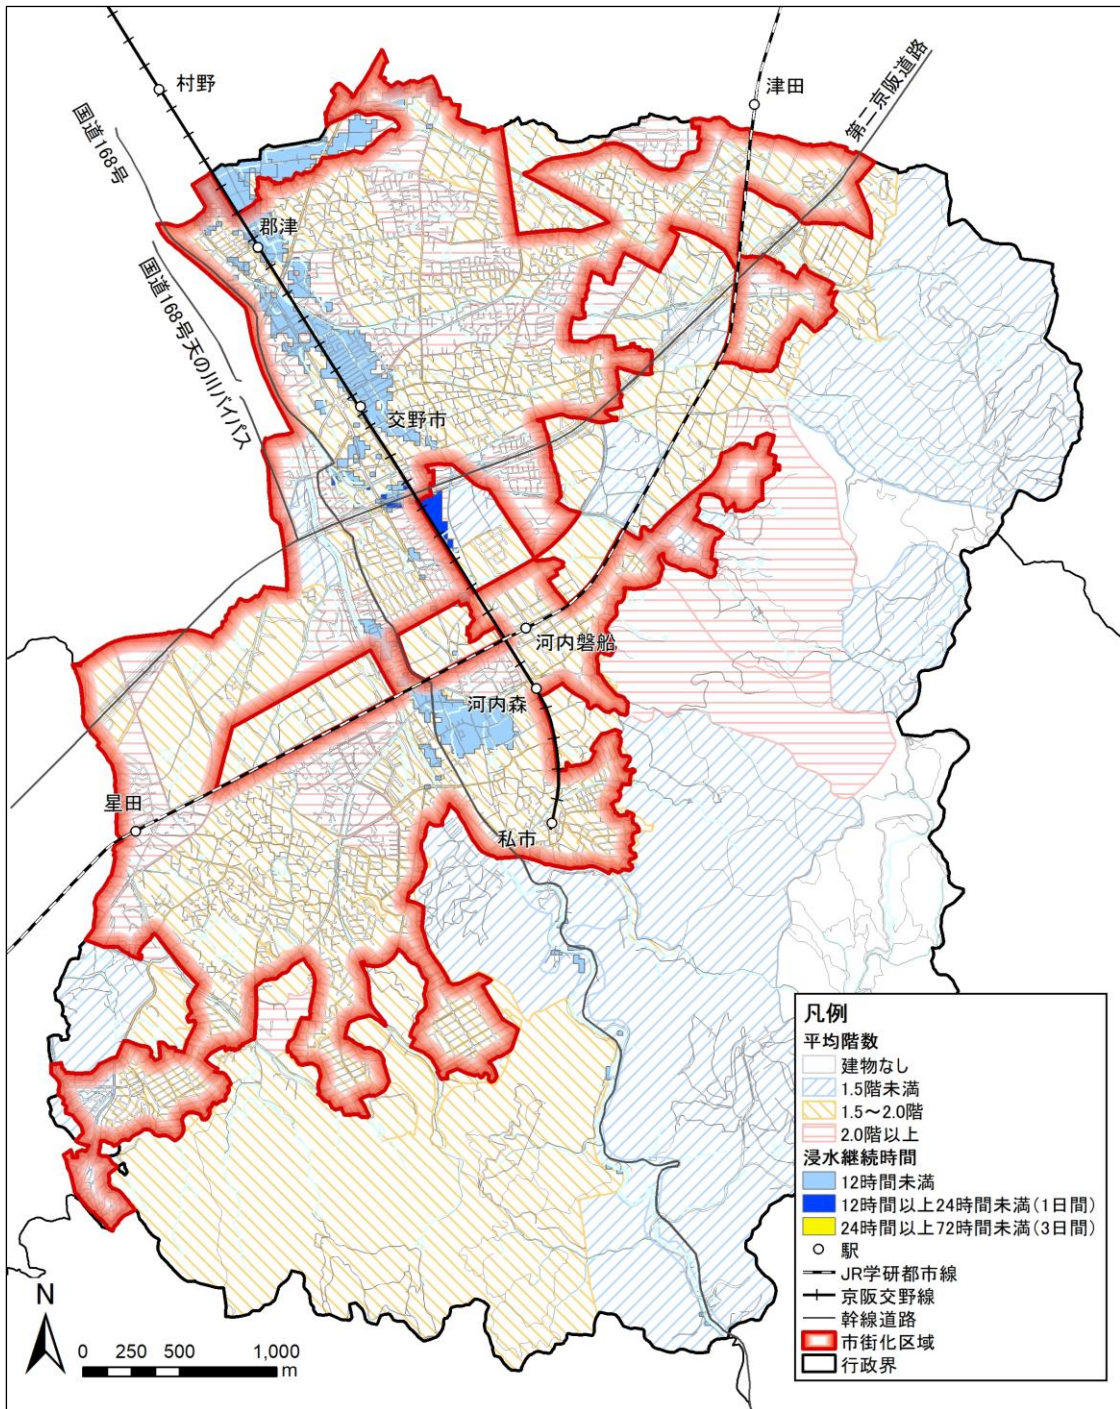 村野
津田
第二京阪道路
国道168号
郡津
国道168号天の川バイパス
交野市
河内磐船
河内森
星田
私市
凡例
平均階数
建物なし
1.5階未満
1.5～2.0階
2.0階以上
浸水継続時間
12時間未満
12時間以上24時間未満(1日間)
24時間以上72時間未満(3日間)
駅
JR学研都市線
京阪交野線
幹線道路
市街化区域
行政界
N
0 250 500 1,000
m